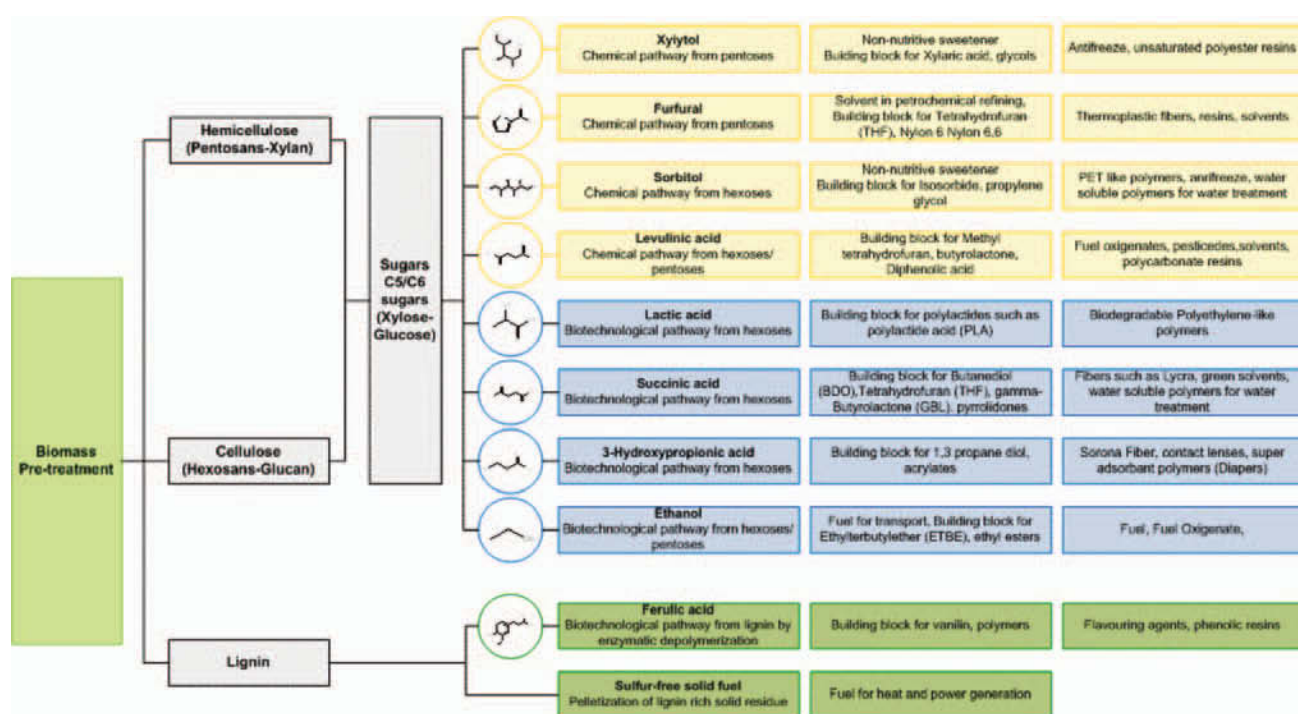 Biomass
Pre-treatment
Hemicellulose
(Pentosans-Xylan)
Cellulose
(Hexosans-Glucan)
Lignin
Sugars
C5/C6
sugars
(Xylose-
Glucose)
Xylytol
Chemical pathway from pentoses
Non-nutritive sweetener
Building block for Xylaric acid, glycols
Antifreeze, unsaturated polyester resins
Furfural
Chemical pathway from pentoses
Solvent in petrochemical refining,
Building block for Tetrahydrofuran
(THF), Nylon 6 Nylon 6,6
Thermoplastic fibers, resins, solvents
Sorbitol
Chemical pathway from hexoses
Non-nutritive sweetener
Building block for Isosorbide, propylene
glycol
PET like polymers, anrifreeze, water
soluble polymers for water treatment
Levulinic acid
Chemical pathway from hexoses/
pentoses
Building block for Methyl
tetrahydrofuran, butyrolactone,
Diphenolic acid
Fuel oxigenates, pesticedes,solvents,
polycarbonate resins
Lactic acid
Biotechnological pathway from hexoses
Building block for polylactides such as
polylactide acid (PLA)
Biodegradable Polyethylene-like
polymers
Succinic acid
Biotechnological pathway from hexoses
Building block for Butanediol
(BDO),Tetrahydrofuran (THF), gamma-
Butyrolactone (GBL). pyrrolidones
Fibers such as Lycra, green solvents,
water soluble polymers for water
treatment
3-Hydroxypropionic acid
Biotechnological pathway from hexoses
Building block for 1,3 propane diol,
acrylates
Sorona Fiber, contact lenses, super
adsorbant polymers (Diapers)
Ethanol
Biotechnological pathway from hexoses/
pentoses
Fuel for transport, Building block for
Ethylterbutylether (ETBE), ethyl esters
Fuel, Fuel Oxigenate,
Ferulic acid
Biotechnological pathway from lignin by
enzymatic depolymerization
Building block for vanilin, polymers
Flavouring agents, phenolic resins
Sulfur-free solid fuel
Pelletization of lignin rich solid residue
Fuel for heat and power generation